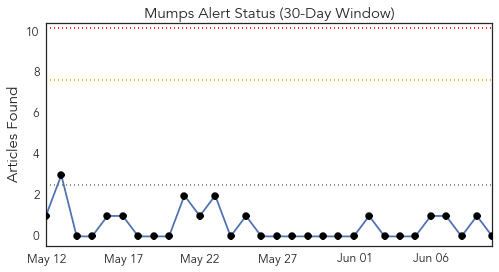 Mumps Alert Status (30-Day Window)
Articles Found
10
8
6
4
2
0
May 12
May 17
May 22
May 27
Jun 01
Jun 06